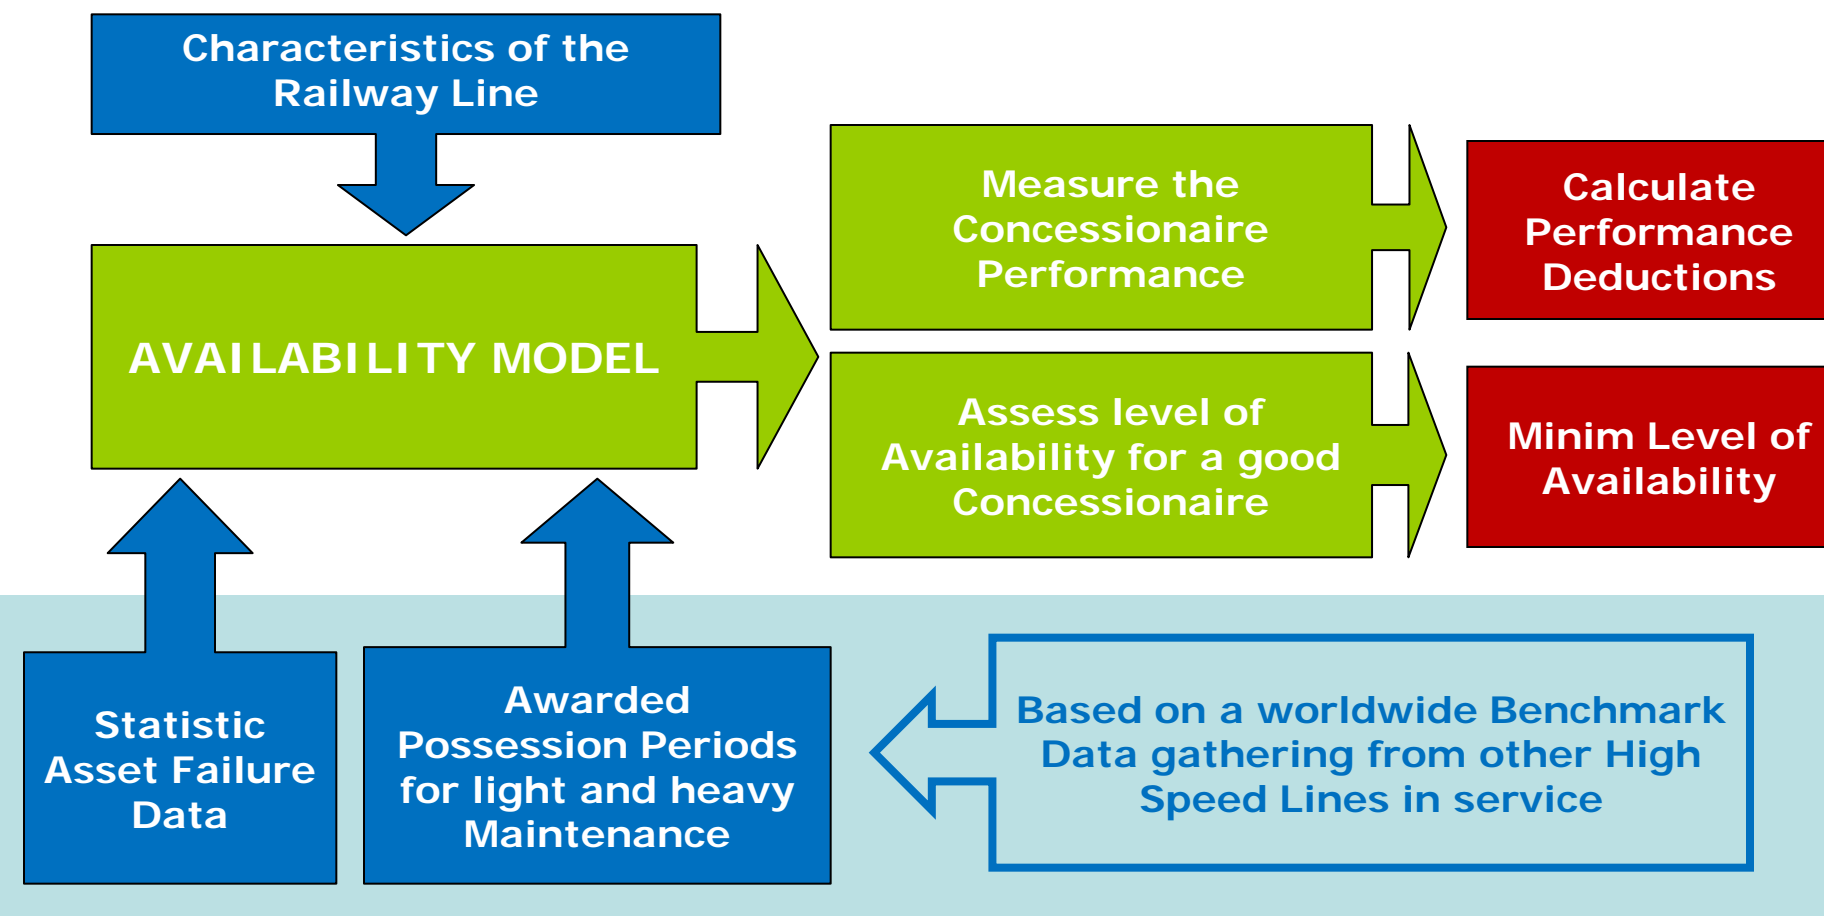 Characteristics of the
Railway Line
AVAILABILITY MODEL
Measure the
Concessionaire
Performance
Calculate
Performance
Deductions
Assess level of
Availability for a good
Concessionaire
Minim Level of
Availability
Statistic
Asset Failure
Data
Awarded
Possession Periods
for light and heavy
Maintenance
Based on a worldwide Benchmark
Data gathering from other High
Speed Lines in service